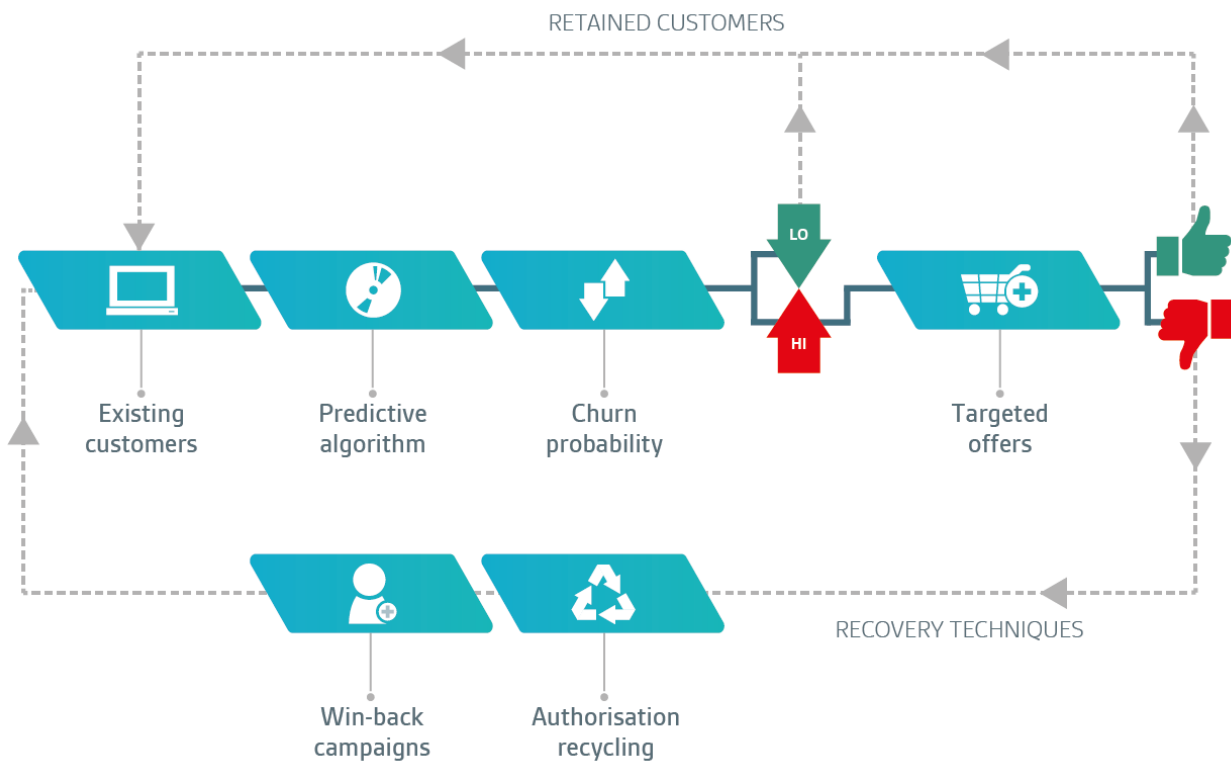 RETAINED CUSTOMERS
LO
HI
Existing
customers
Predictive
algorithm
Churn
probability
Targeted
offers
RECOVERY TECHNIQUES
Win-back
campaigns
Authorisation
recycling